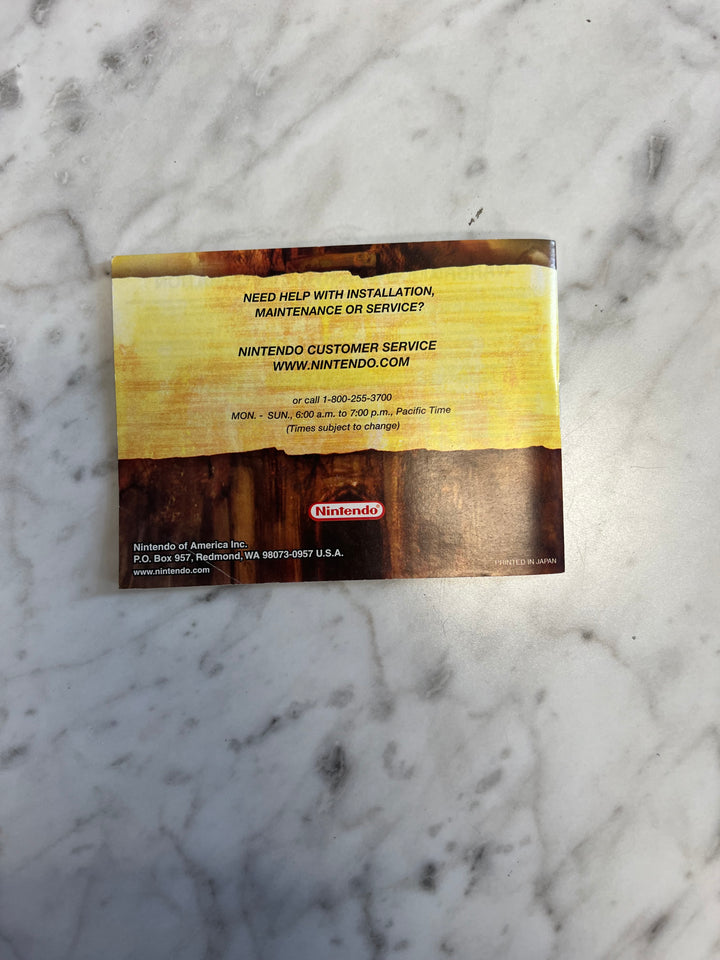 NEED HELP WITH INSTALLATION,
MAINTENANCE OR SERVICE?
NINTENDO CUSTOMER SERVICE
WWW.NINTENDO.COM
or call 1-800-255-3700
MON. - SUN., 6:00 a.m. to 7:00 p.m., Pacific Time
(Times subject to change)
Nintendo®
Nintendo of America Inc.
P.O. Box 957, Redmond, WA 98073-0957 U.S.A.
www.nintendo.com
PRINTED IN JAPAN